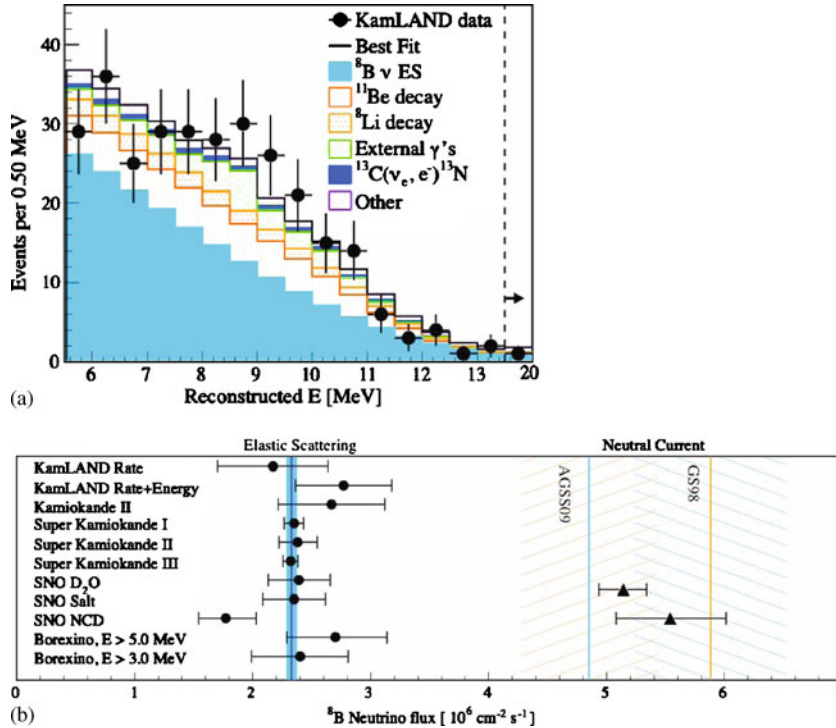 Events per 0.50 MeV
40
30
20
10
0
KamLAND data
Best Fit
⁸B ν ES
¹¹Be decay
⁸Li decay
External γ's
¹³C(νₑ, e⁻)¹³N
Other
6 7 8 9 10 11 12 13 20
Reconstructed E [MeV]
(a)
Elastic Scattering
Neutral Current
KamLAND Rate
KamLAND Rate+Energy
Kamiokande II
Super Kamiokande I
Super Kamiokande II
Super Kamiokande III
SNO D₂O
SNO Salt
SNO NCD
Borexino, E > 5.0 MeV
Borexino, E > 3.0 MeV
AGSS09
GS98
0 1 2 3 4 5 6
⁸B Neutrino flux [ 10⁶ cm⁻² s⁻¹ ]
(b)